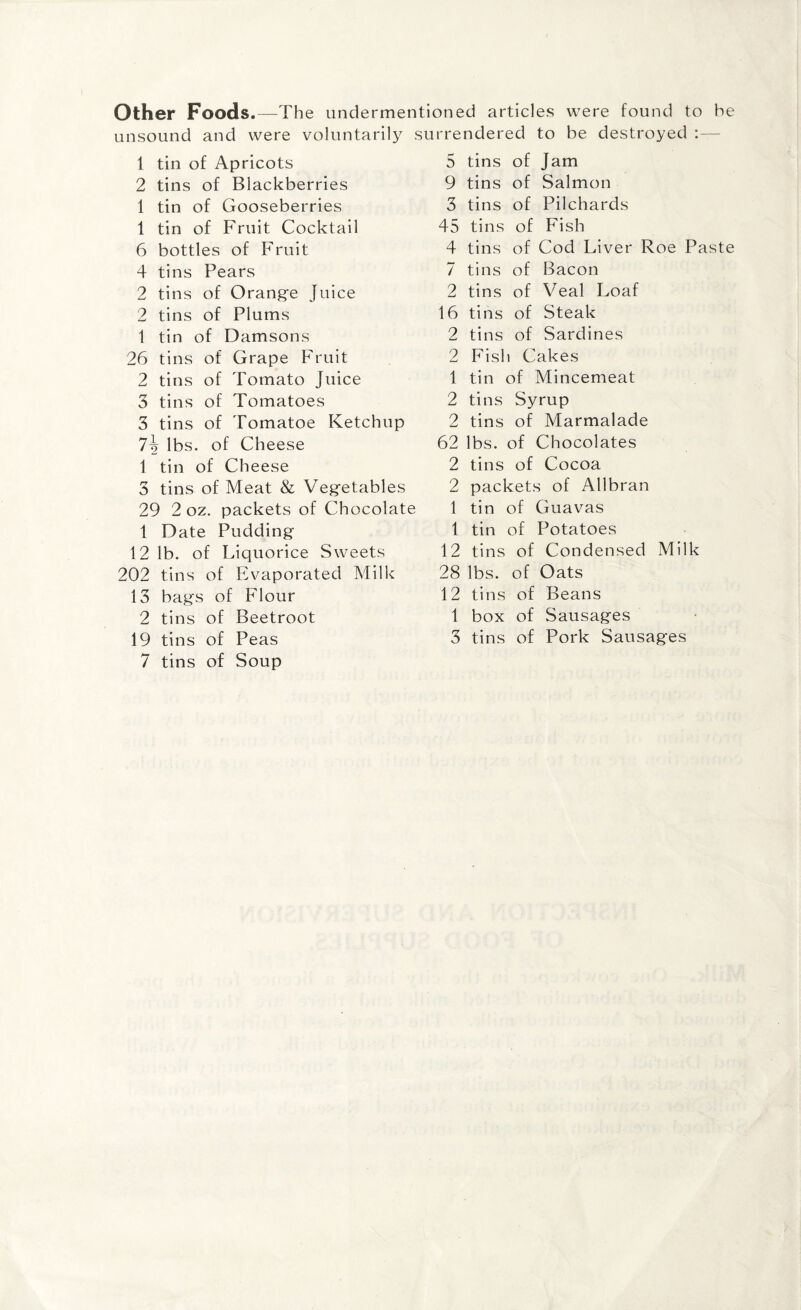 Other Foods.—The undermentioned articles were found to be
unsound and were voluntarily surrendered to be destroyed :—
1 tin of Apricots
2 tins of Blackberries
1 tin of Gooseberries
1 tin of Fruit Cocktail
6 bottles of Fruit
4 tins Pears
2 tins of Orange Juice
2 tins of Plums
1 tin of Damsons
26 tins of Grape Fruit
2 tins of Tomato Juice
3 tins of Tomatoes
3 tins of Tomatoe Ketchup
7½ lbs. of Cheese
1 tin of Cheese
3 tins of Meat & Vegetables
29 2 oz. packets of Chocolate
1 Date Pudding
12 lb. of Liquorice Sweets
202 tins of Evaporated Milk
13 bags of Flour
2 tins of Beetroot
19 tins of Peas
7 tins of Soup
5 tins of Jam
9 tins of Salmon
3 tins of Pilchards
45 tins of Fish
4 tins of Cod Liver Roe Paste
7 tins of Bacon
2 tins of Veal Loaf
16 tins of Steak
2 tins of Sardines
2 Fish Cakes
1 tin of Mincemeat
2 tins Syrup
2 tins of Marmalade
62 lbs. of Chocolates
2 tins of Cocoa
2 packets of Allbran
1 tin of Guavas
1 tin of Potatoes
12 tins of Condensed Milk
28 lbs. of Oats
12 tins of Beans
1 box of Sausages
3 tins of Pork Sausages